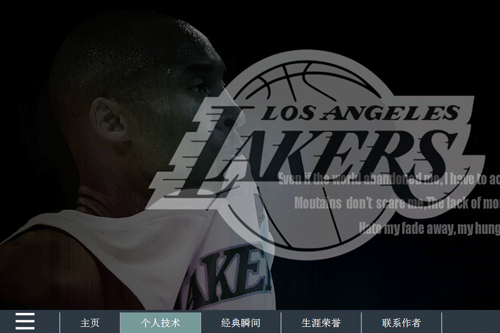 LOS ANGELES
LAKERS
Even if the world abandoned me,I have to ac
Moutains don't scare me,The lack of mos
Hate my fade away, my hung
AKE
主页
个人技术
经典瞬间
生涯荣誉
联系作者